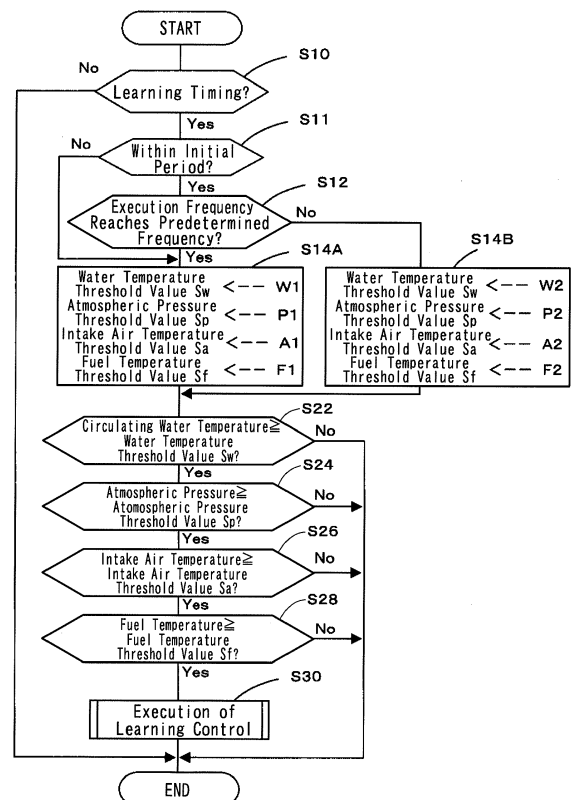 START
No
S10
Learning Timing?
Yes
S11
No
Within Initial
Period?
Yes
S12
Execution Frequency
Reaches Predetermined
Frequency?
No
Yes
S14A
S14B
Water Temperature
Threshold Value Sw <--- W1
Atmospheric Pressure
Threshold Value Sp <--- P1
Intake Air Temperature
Threshold Value Sa <--- A1
Fuel Temperature
Threshold Value Sf <--- F1
Water Temperature
Threshold Value Sw <--- W2
Atmospheric Pressure
Threshold Value Sp <--- P2
Intake Air Temperature
Threshold Value Sa <--- A2
Fuel Temperature
Threshold Value Sf <--- F2
S22
Circulating Water Temperature≧
Water Temperature
Threshold Value Sw?
No
Yes
S24
Atmospheric Pressure≧
Atomospheric Pressure
Threshold Value Sp?
No
Yes
S26
Intake Air Temperature≧
Intake Air Temperature
Threshold Value Sa?
No
Yes
S28
Fuel Temperature≧
Fuel Temperature
Threshold Value Sf?
No
Yes
S30
Execution of
Learning Control
END